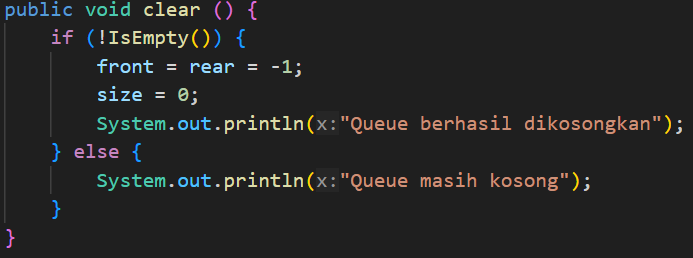 public void clear () {
if (!IsEmpty()) {
front = rear = -1;
size = 0;
System.out.println(x:"Queue berhasil dikosongkan");
} else {
System.out.println(x:"Queue masih kosong");
}
}